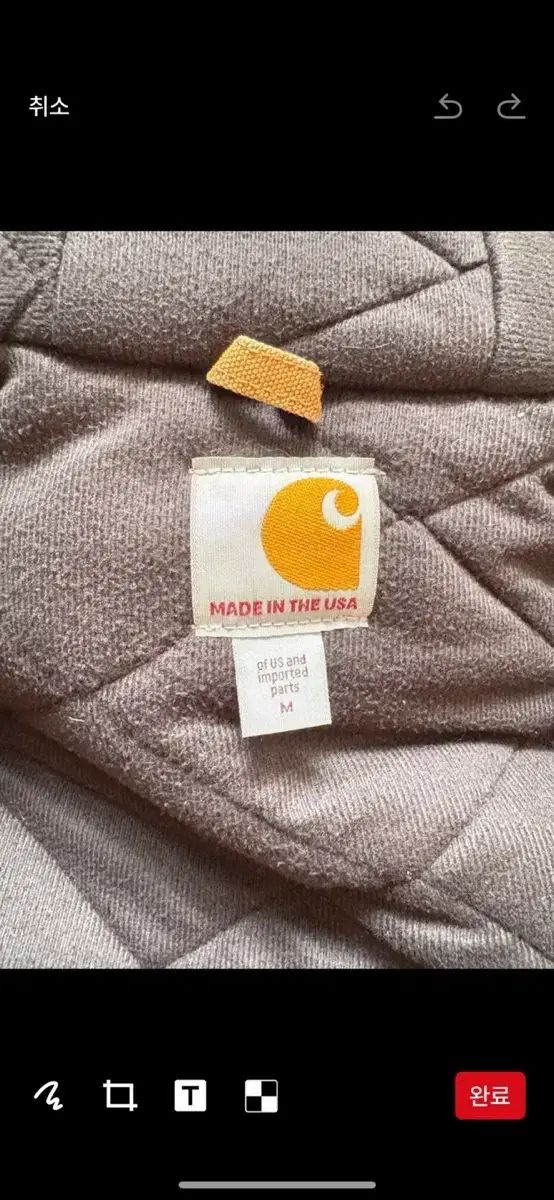 취소
MADE IN THE USA
of US and
imported
parts
M
T
완료